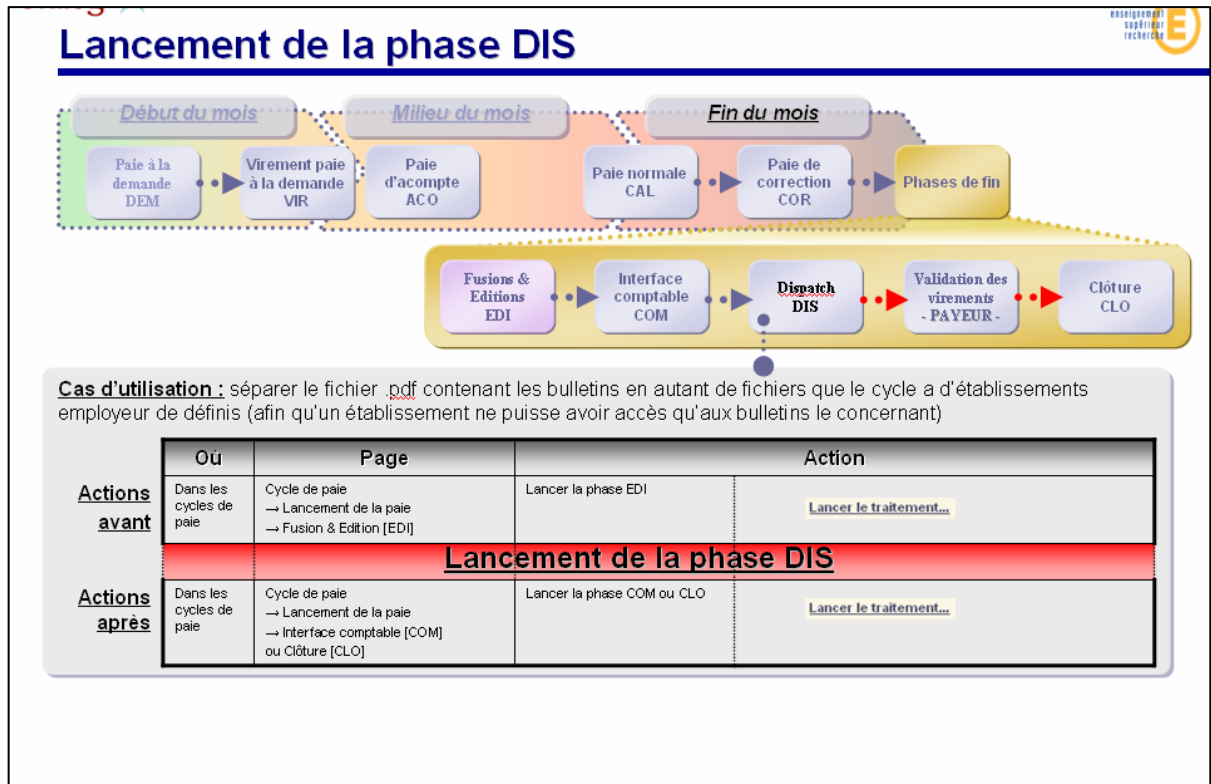 enseignement
supérieur
recherche
Lancement de la phase DIS
Début du mois
Milieu du mois
Fin du mois
Paie à la
demande
DEM
Virement paie
à la demande
VIR
Paie
d'acompte
ACO
Paie normale
CAL
Paie de
correction
COR
Phases de fin
Fusions &
Editions
EDI
Interface
comptable
COM
Dispatch
DIS
Validation des
virements
- PAYEUR -
Clôture
CLO
Cas d'utilisation : séparer le fichier .pdf contenant les bulletins en autant de fichiers que le cycle a d'établissements
employeur de définis (afin qu'un établissement ne puisse avoir accès qu'aux bulletins le concernant)
Où Page Action
Actions
avant
Dans les
cycles de
paie
Cycle de paie
→ Lancement de la paie
→ Fusion & Edition [EDI]
Lancer la phase EDI
Lancer le traitement...
Lancement de la phase DIS
Actions
après
Dans les
cycles de
paie
Cycle de paie
→ Lancement de la paie
→ Interface comptable [COM]
ou Clôture [CLO]
Lancer la phase COM ou CLO
Lancer le traitement...